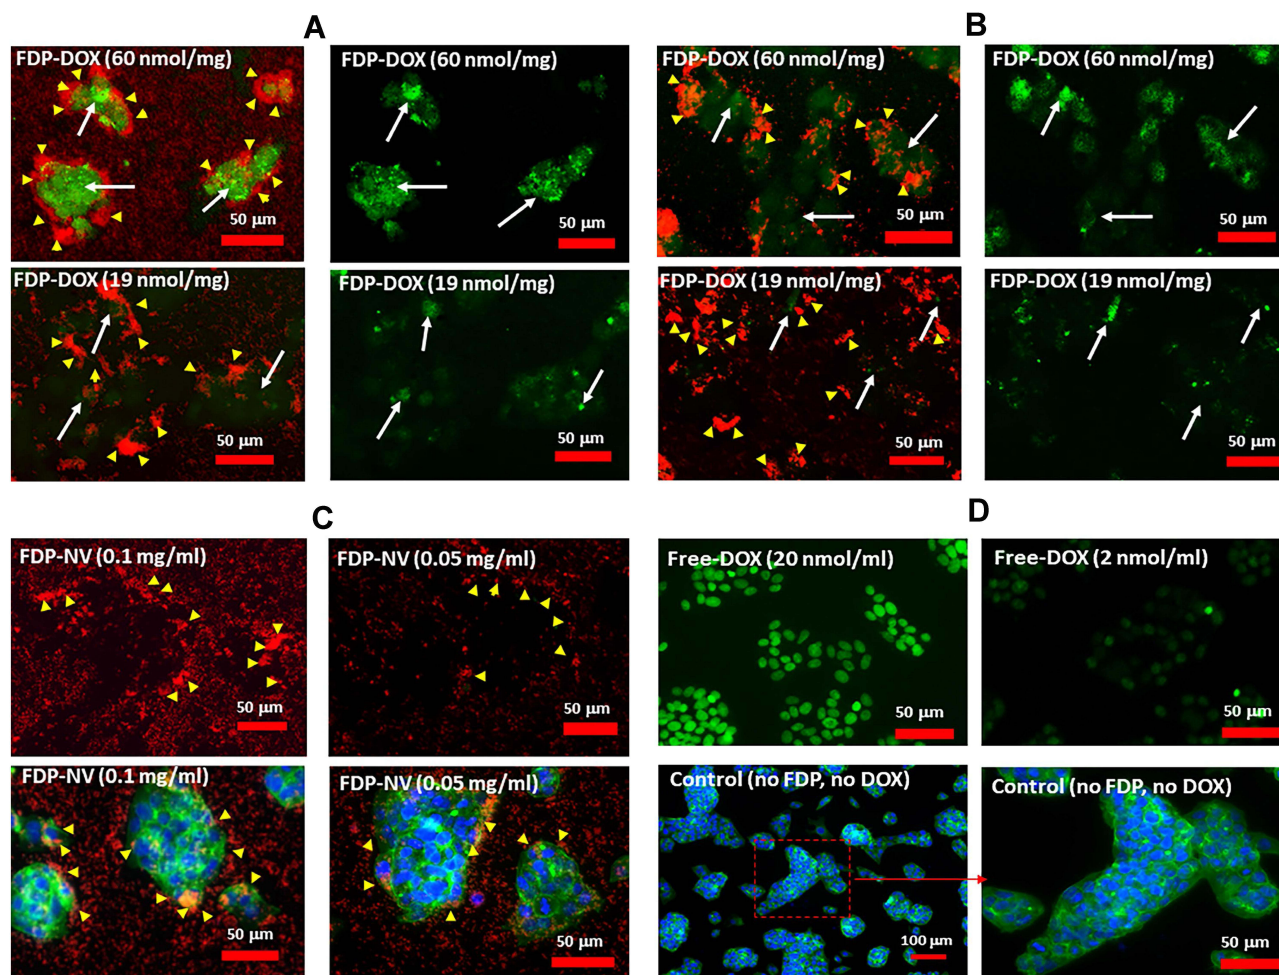 A
B
FDP-DOX (60 nmol/mg)
FDP-DOX (60 nmol/mg)
FDP-DOX (60 nmol/mg)
FDP-DOX (60 nmol/mg)
50 µm
50 µm
50 µm
50 µm
FDP-DOX (19 nmol/mg)
FDP-DOX (19 nmol/mg)
FDP-DOX (19 nmol/mg)
FDP-DOX (19 nmol/mg)
50 µm
50 µm
50 µm
50 µm
C
D
FDP-NV (0.1 mg/ml)
FDP-NV (0.05 mg/ml)
Free-DOX (20 nmol/ml)
Free-DOX (2 nmol/ml)
50 µm
50 µm
50 µm
50 µm
FDP-NV (0.1 mg/ml)
FDP-NV (0.05 mg/ml)
Control (no FDP, no DOX)
Control (no FDP, no DOX)
50 µm
50 µm
100 µm
50 µm